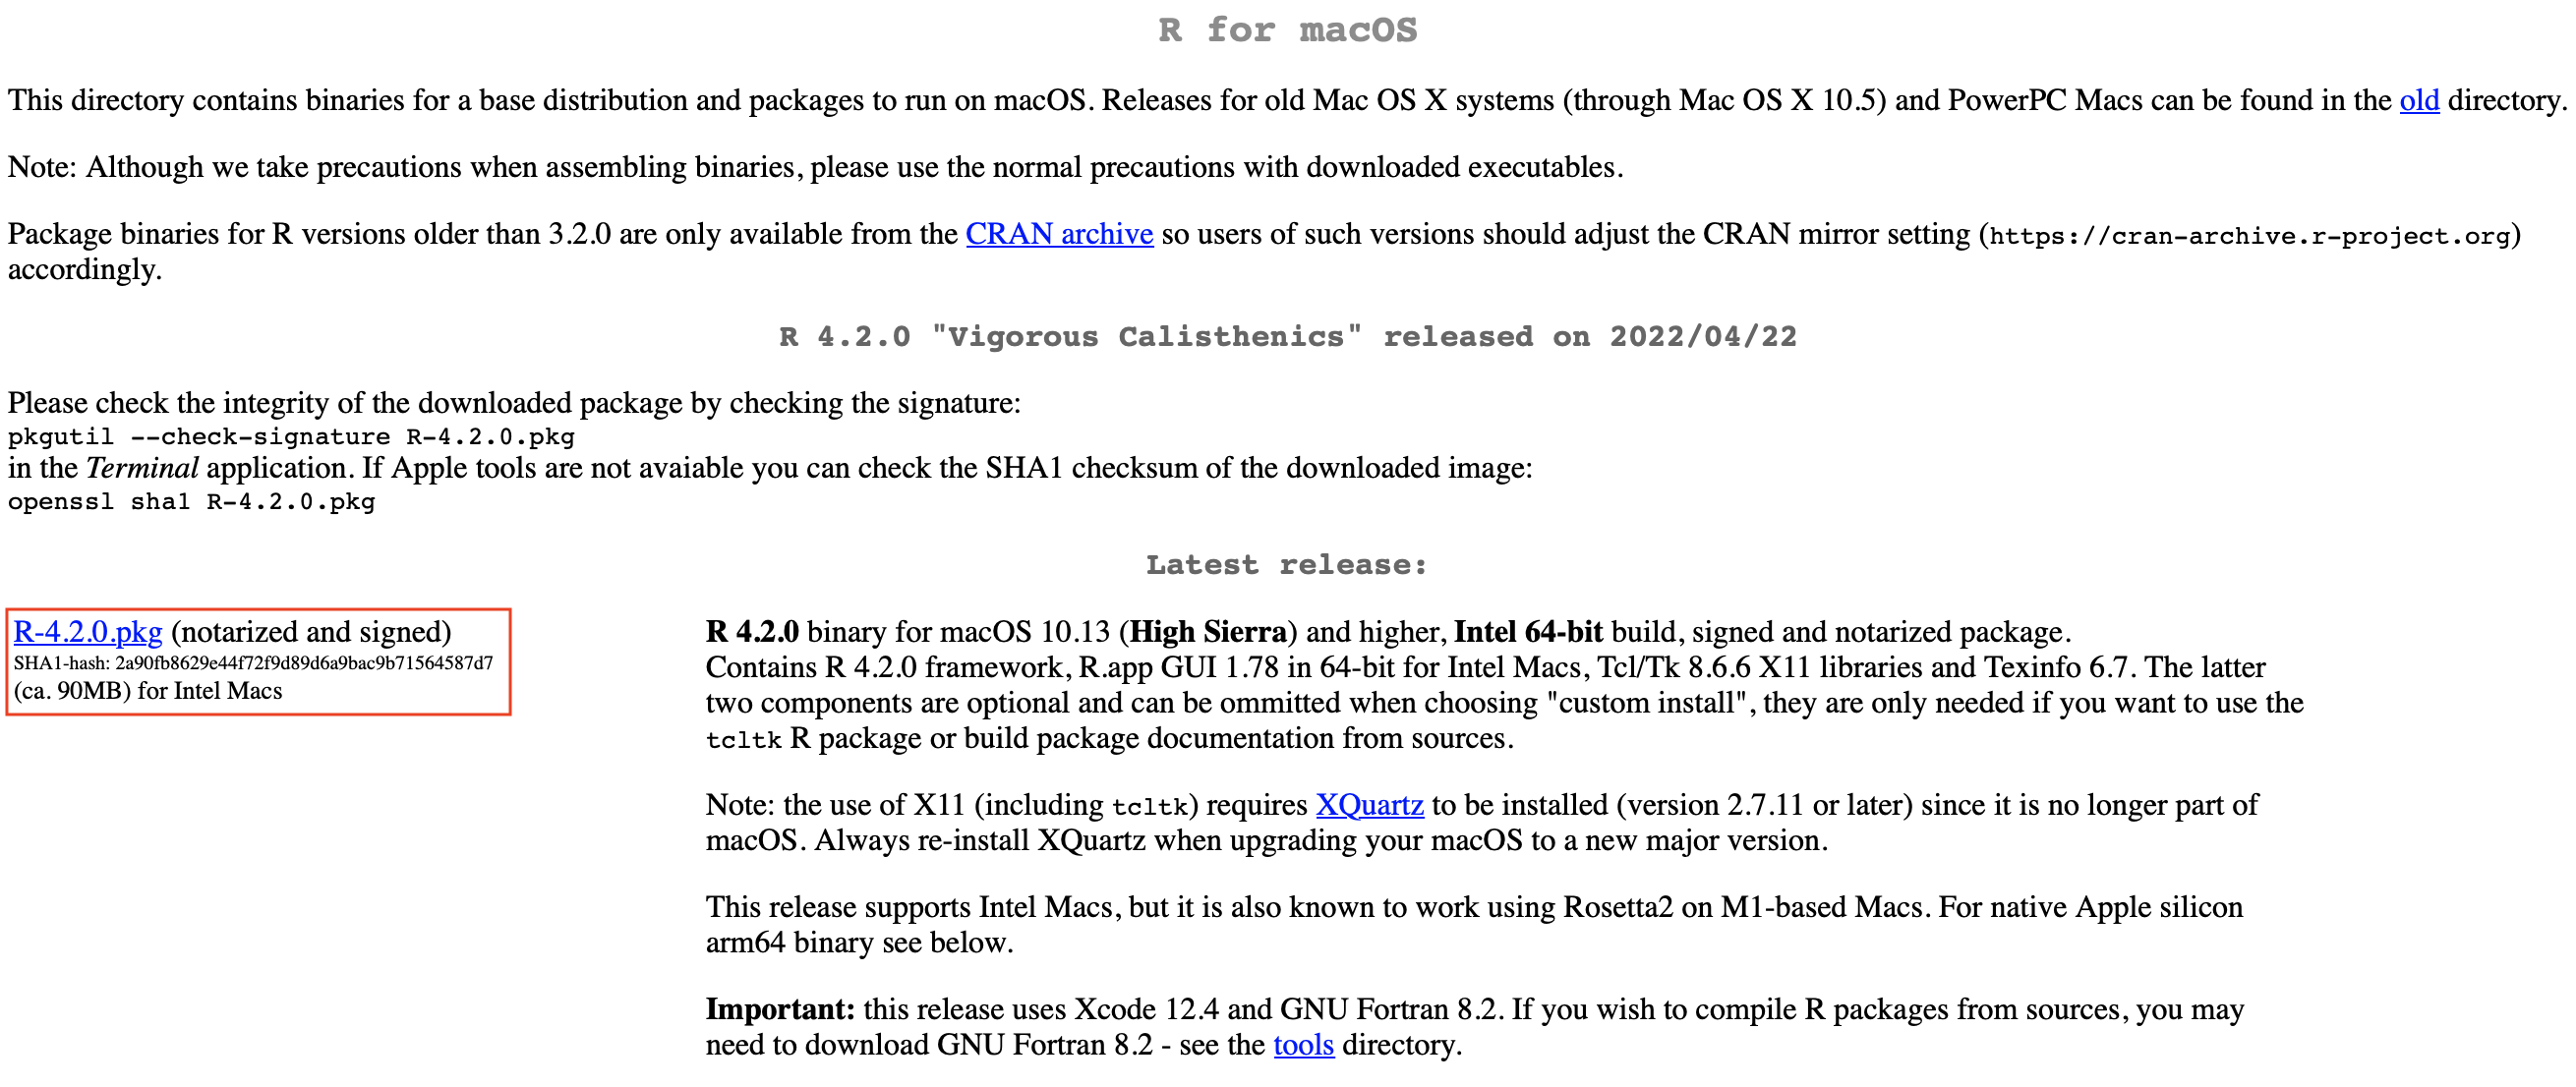 R for macOS
This directory contains binaries for a base distribution and packages to run on macOS. Releases for old Mac OS X systems (through Mac OS X 10.5) and PowerPC Macs can be found in the old directory.
Note: Although we take precautions when assembling binaries, please use the normal precautions with downloaded executables.
Package binaries for R versions older than 3.2.0 are only available from the CRAN archive so users of such versions should adjust the CRAN mirror setting (https://cran-archive.r-project.org)
accordingly.
R 4.2.0 "Vigorous Calisthenics" released on 2022/04/22
Please check the integrity of the downloaded package by checking the signature:
pkgutil --check-signature R-4.2.0.pkg
in the Terminal application. If Apple tools are not avaiable you can check the SHA1 checksum of the downloaded image:
openssl sha1 R-4.2.0.pkg
Latest release:
R-4.2.0.pkg (notarized and signed)
SHA1-hash: 2a90fb8629e44f72f9d89d6a9bac9b71564587d7
(ca. 90MB) for Intel Macs
R 4.2.0 binary for macOS 10.13 (High Sierra) and higher, Intel 64-bit build, signed and notarized package.
Contains R 4.2.0 framework, R.app GUI 1.78 in 64-bit for Intel Macs, Tcl/Tk 8.6.6 X11 libraries and Texinfo 6.7. The latter
two components are optional and can be ommitted when choosing "custom install", they are only needed if you want to use the
tcltk R package or build package documentation from sources.
Note: the use of X11 (including tcltk) requires XQuartz to be installed (version 2.7.11 or later) since it is no longer part of
macOS. Always re-install XQuartz when upgrading your macOS to a new major version.
This release supports Intel Macs, but it is also known to work using Rosetta2 on M1-based Macs. For native Apple silicon
arm64 binary see below.
Important: this release uses Xcode 12.4 and GNU Fortran 8.2. If you wish to compile R packages from sources, you may
need to download GNU Fortran 8.2 - see the tools directory.